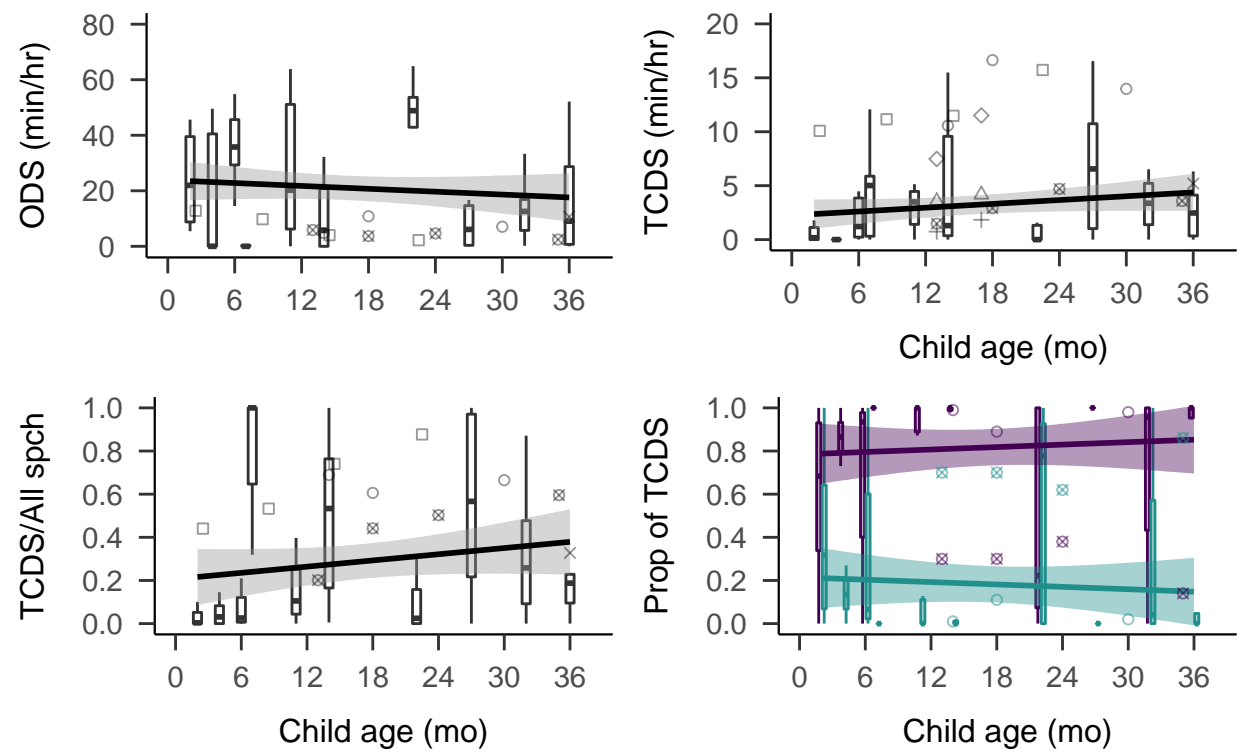 ODS (min/hr)
80
60
40
20
0
0 6 12 18 24 30 36
TCDS (min/hr)
20
15
10
5
0
0 6 12 18 24 30 36
Child age (mo)
TCDS/All spch
1.0
0.8
0.6
0.4
0.2
0.0
0 6 12 18 24 30 36
Child age (mo)
Prop of TCDS
1.0
0.8
0.6
0.4
0.2
0.0
0 6 12 18 24 30 36
Child age (mo)